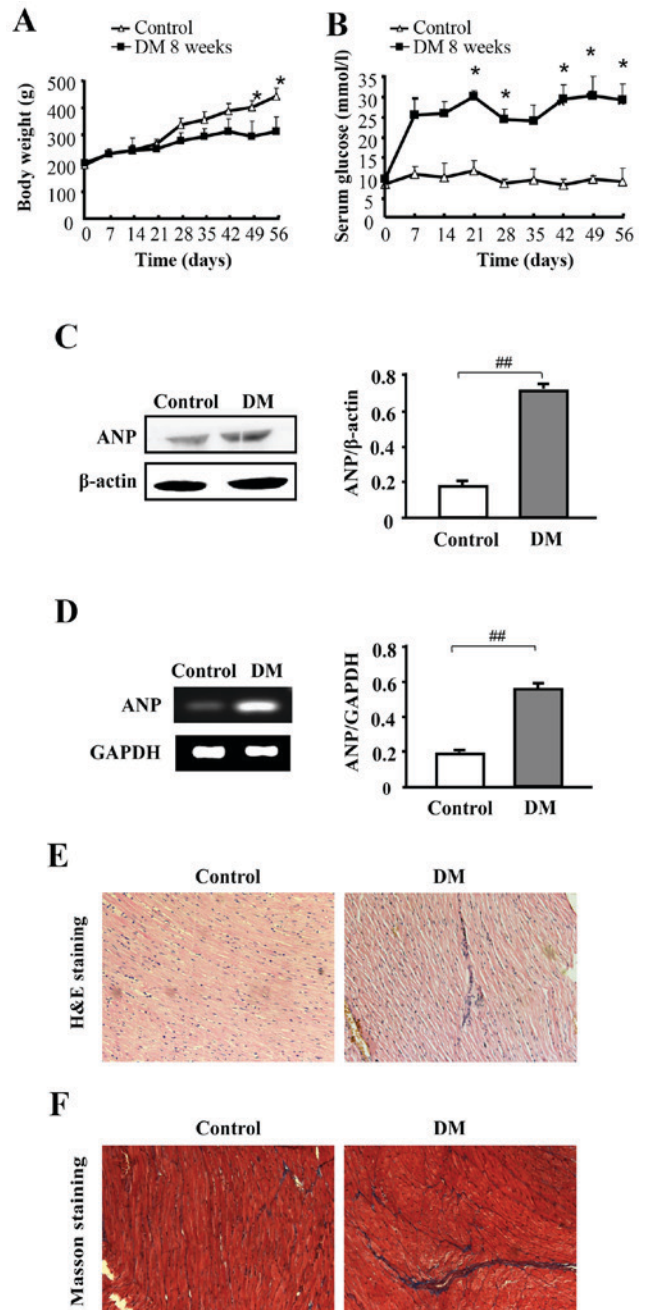 A
Control
DM 8 weeks
Body weight (g)
500
400
300
200
100
0
* *
0 7 14 21 28 35 42 49 56
Time (days)
B
Control
DM 8 weeks
Serum glucose (mmol/l)
35
30
25
20
15
10
5
0
* * * * *
0 7 14 21 28 35 42 49 56
Time (days)
C
Control DM
ANP
β-actin
ANP/β-actin
0.8
0.6
0.4
0.2
0
##
Control DM
D
Control DM
ANP
GAPDH
ANP/GAPDH
0.8
0.6
0.4
0.2
0
##
Control DM
E
Control DM
H&E staining
F
Control DM
Masson staining